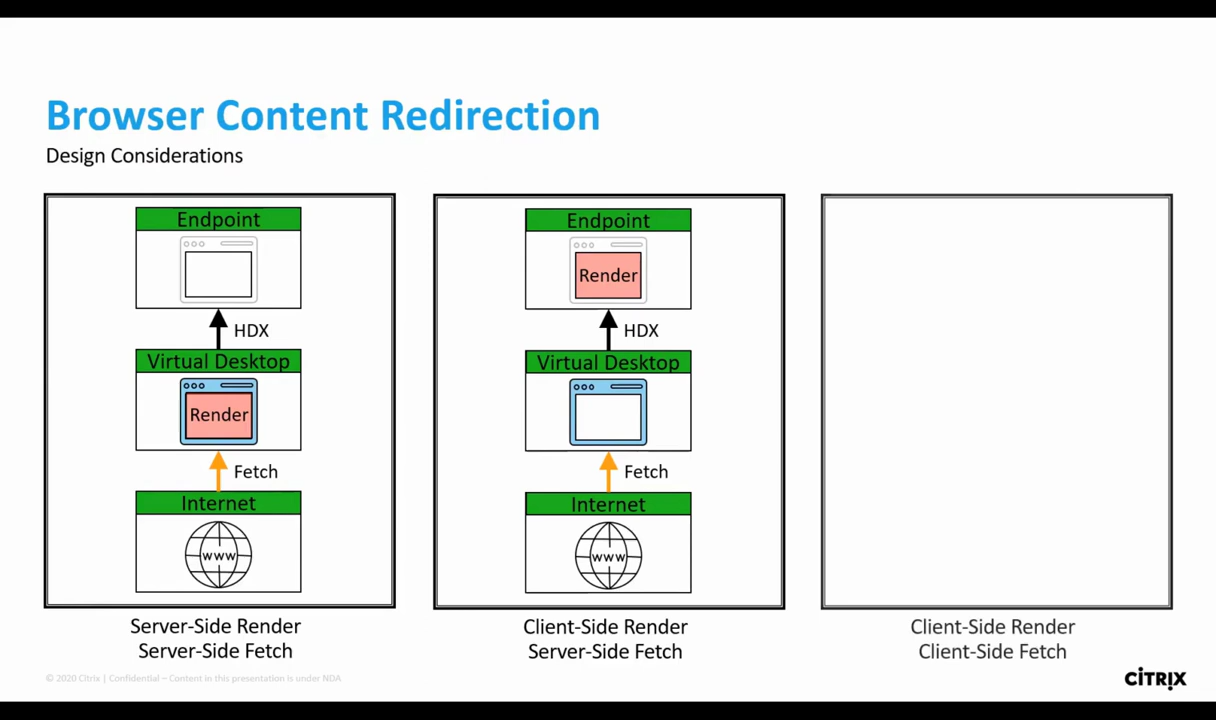 Browser Content Redirection
Design Considerations
Endpoint
HDX
Virtual Desktop
Render
Fetch
Internet
www
Server-Side Render
Server-Side Fetch
Endpoint
Render
HDX
Virtual Desktop
Fetch
Internet
www
Client-Side Render
Server-Side Fetch
Client-Side Render
Client-Side Fetch
© 2020 Citrix | Confidential – Content in this presentation is under NDA
CİTRIX